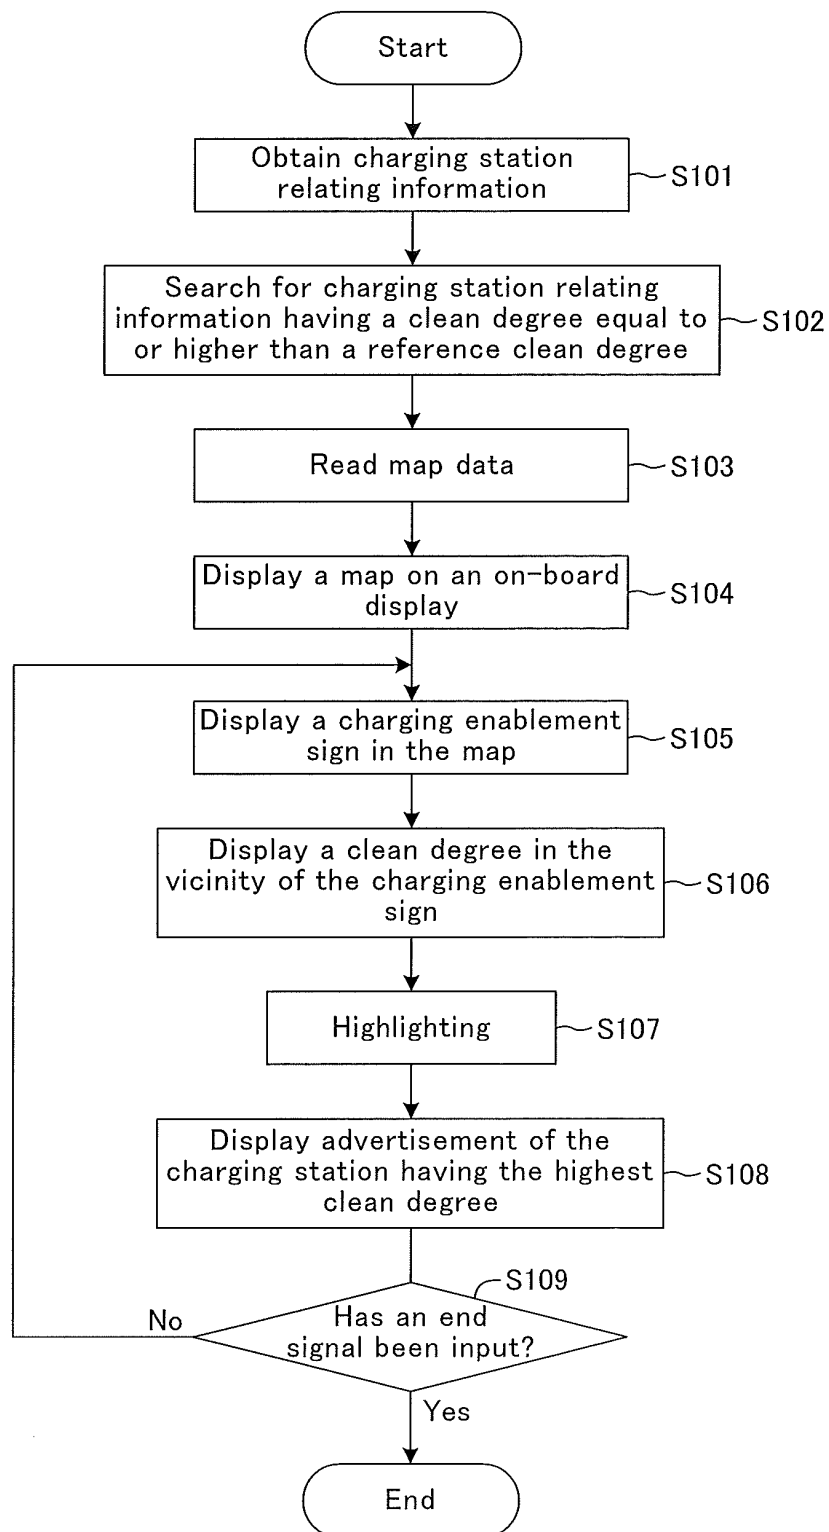 Start
Obtain charging station
relating information
S101
Search for charging station relating
information having a clean degree equal to
or higher than a reference clean degree
S102
Read map data
S103
Display a map on an on-board
display
S104
Display a charging enablement
sign in the map
S105
Display a clean degree in the
vicinity of the charging enablement
sign
S106
Highlighting
S107
Display advertisement of the
charging station having the highest
clean degree
S108
S109
Has an end
signal been input?
No
Yes
End